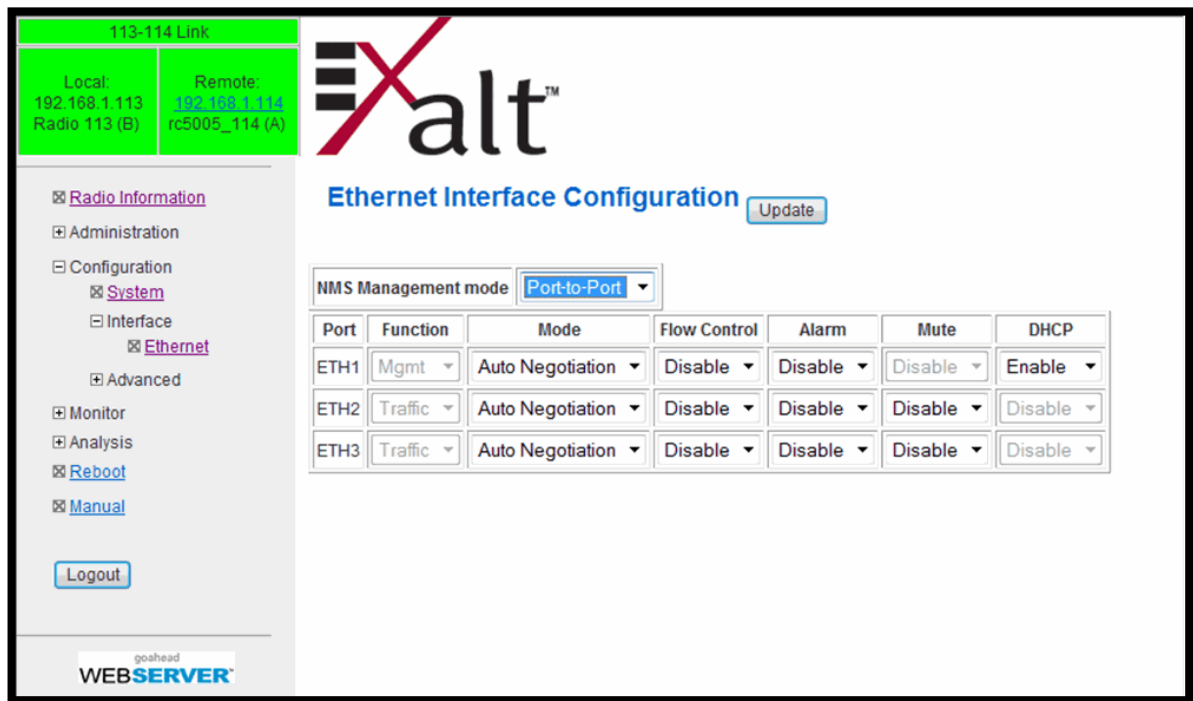 113-114 Link
Local:
192.168.1.113
Radio 113 (B)
Remote:
192.168.1.114
rc5005_114 (A)
EXalt™
Radio Information
Administration
Configuration
System
Interface
Ethernet
Advanced
Monitor
Analysis
Reboot
Manual
Logout
goahead
WEBSERVER™
Ethernet Interface Configuration Update
NMS Management mode Port-to-Port
Port Function Mode Flow Control Alarm Mute DHCP
ETH1 Mgmt Auto Negotiation Disable Disable Disable Enable
ETH2 Traffic Auto Negotiation Disable Disable Disable Disable
ETH3 Traffic Auto Negotiation Disable Disable Disable Disable